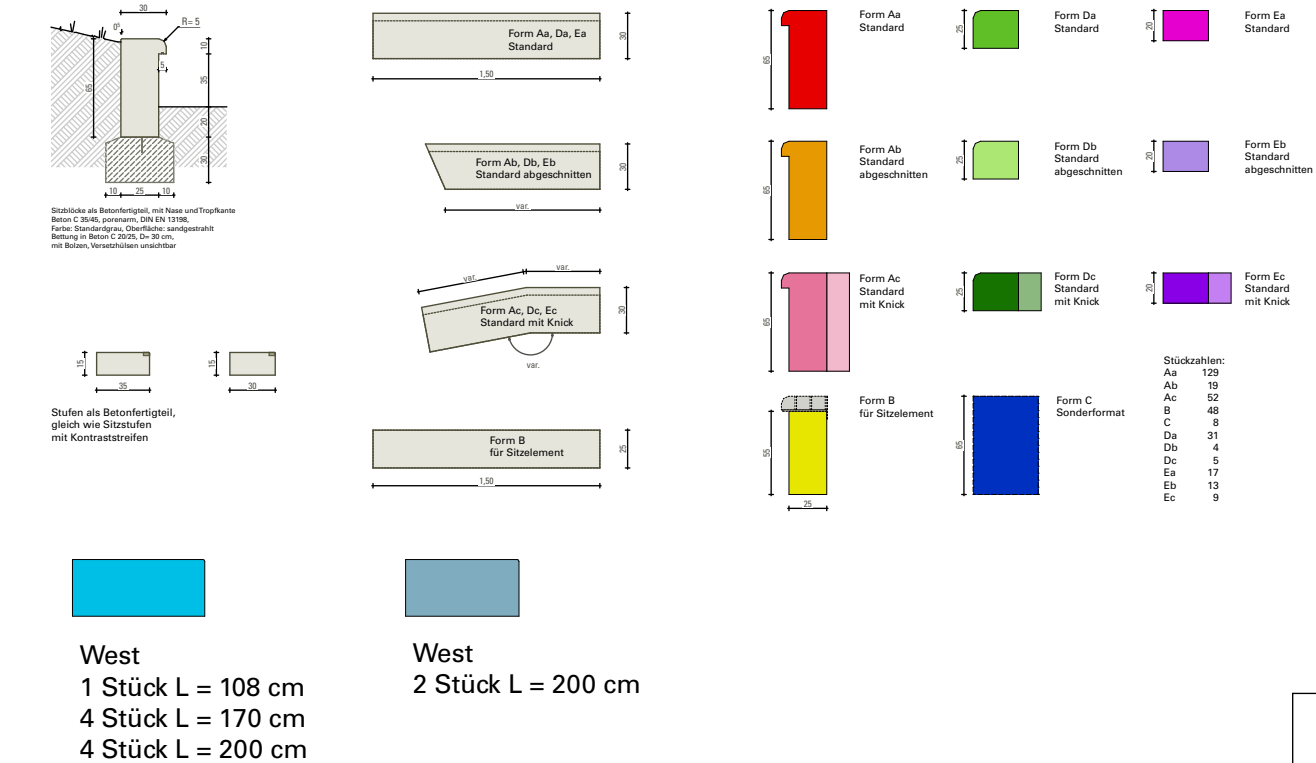 30
R= 5
0⁵
10
5
35
65
20
30
10
25
10
Sitzblöcke als Betonfertigteil, mit Nase und Tropfkante
Beton C 35/45, porenarm, DIN EN 13198,
Farbe: Standardgrau, Oberfläche: sandgestrahlt
Bettung in Beton C 20/25, D= 30 cm,
mit Bolzen, Versetzhülsen unsichtbar
15
35
15
30
Stufen als Betonfertigteil,
gleich wie Sitzstufen
mit Kontraststreifen
Form Aa, Da, Ea
Standard
30
1,50
Form Ab, Db, Eb
Standard abgeschnitten
30
var.
var.
var.
Form Ac, Dc, Ec
Standard mit Knick
30
var.
Form B
für Sitzelement
25
1,50
65
Form Aa
Standard
25
Form Da
Standard
20
Form Ea
Standard
65
Form Ab
Standard
abgeschnitten
25
Form Db
Standard
abgeschnitten
20
Form Eb
Standard
abgeschnitten
65
Form Ac
Standard
mit Knick
25
Form Dc
Standard
mit Knick
20
Form Ec
Standard
mit Knick
55
25
Form B
für Sitzelement
65
Form C
Sonderformat
Stückzahlen:
Aa 129
Ab 19
Ac 52
B 48
C 8
Da 31
Db 4
Dc 5
Ea 17
Eb 13
Ec 9
West
1 Stück L = 108 cm
4 Stück L = 170 cm
4 Stück L = 200 cm
West
2 Stück L = 200 cm